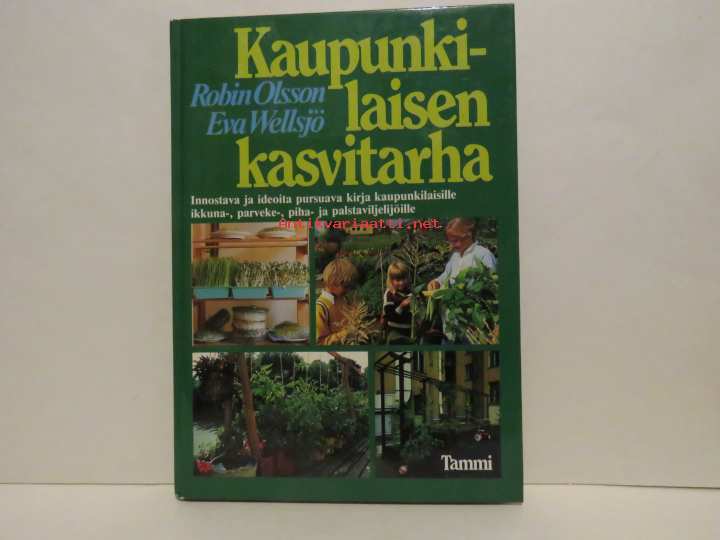 Kaupunki-
Robin Olsson
laisen
Eva Wellsjö
kasvitarha
Innostava ja ideoita pursuava kirja kaupunkilaisille
ikkuna-, parveke-, piha- ja palstaviljelijöille
antikvariaatti.net
Tammi